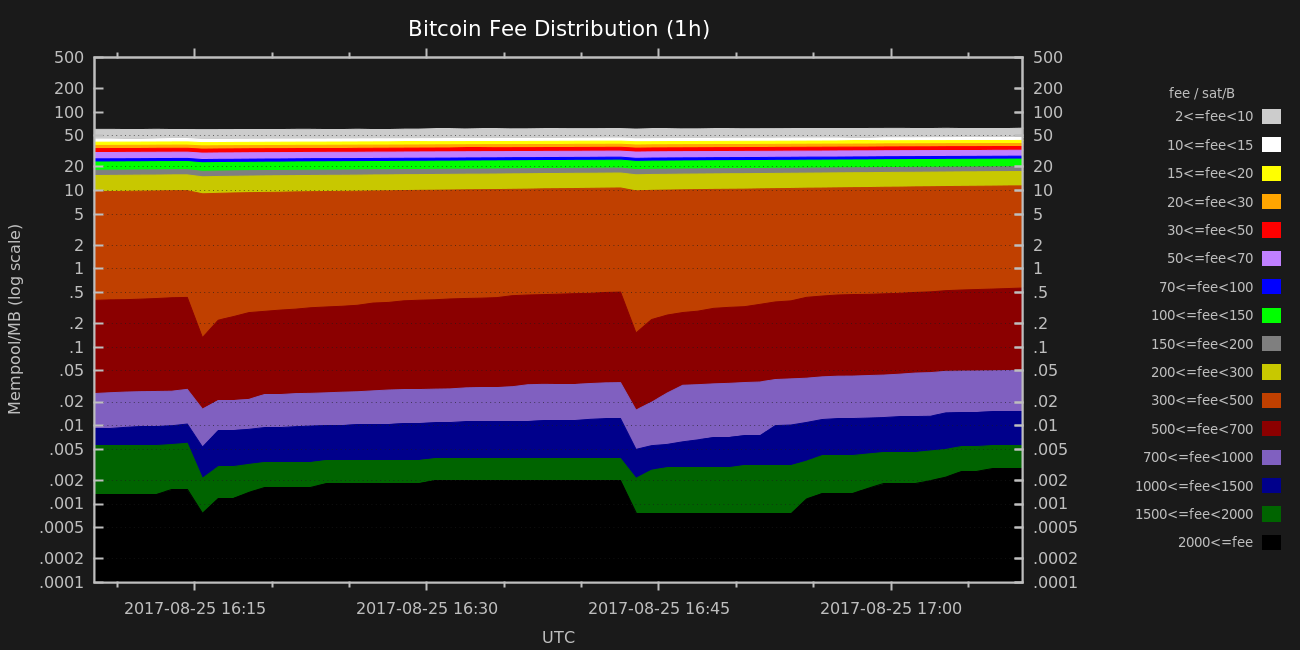 Bitcoin Fee Distribution (1h)
500
200
100
50
20
10
5
2
1
.5
.2
.1
.05
.02
.01
.005
.002
.001
.0005
.0002
.0001
Mempool/MB (log scale)
500
200
100
50
20
10
5
2
1
.5
.2
.1
.05
.02
.01
.005
.002
.001
.0005
.0002
.0001
2017-08-25 16:15
2017-08-25 16:30
2017-08-25 16:45
2017-08-25 17:00
UTC
fee / sat/B
2<=fee<10
10<=fee<15
15<=fee<20
20<=fee<30
30<=fee<50
50<=fee<70
70<=fee<100
100<=fee<150
150<=fee<200
200<=fee<300
300<=fee<500
500<=fee<700
700<=fee<1000
1000<=fee<1500
1500<=fee<2000
2000<=fee